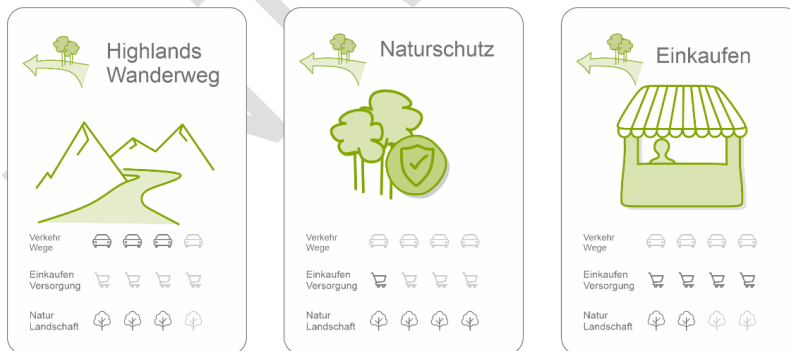 Highlands
Wanderweg
Verkehr
Wege
Einkaufen
Versorgung
Natur
Landschaft
Naturschutz
Verkehr
Wege
Einkaufen
Versorgung
Natur
Landschaft
Einkaufen
Verkehr
Wege
Einkaufen
Versorgung
Natur
Landschaft